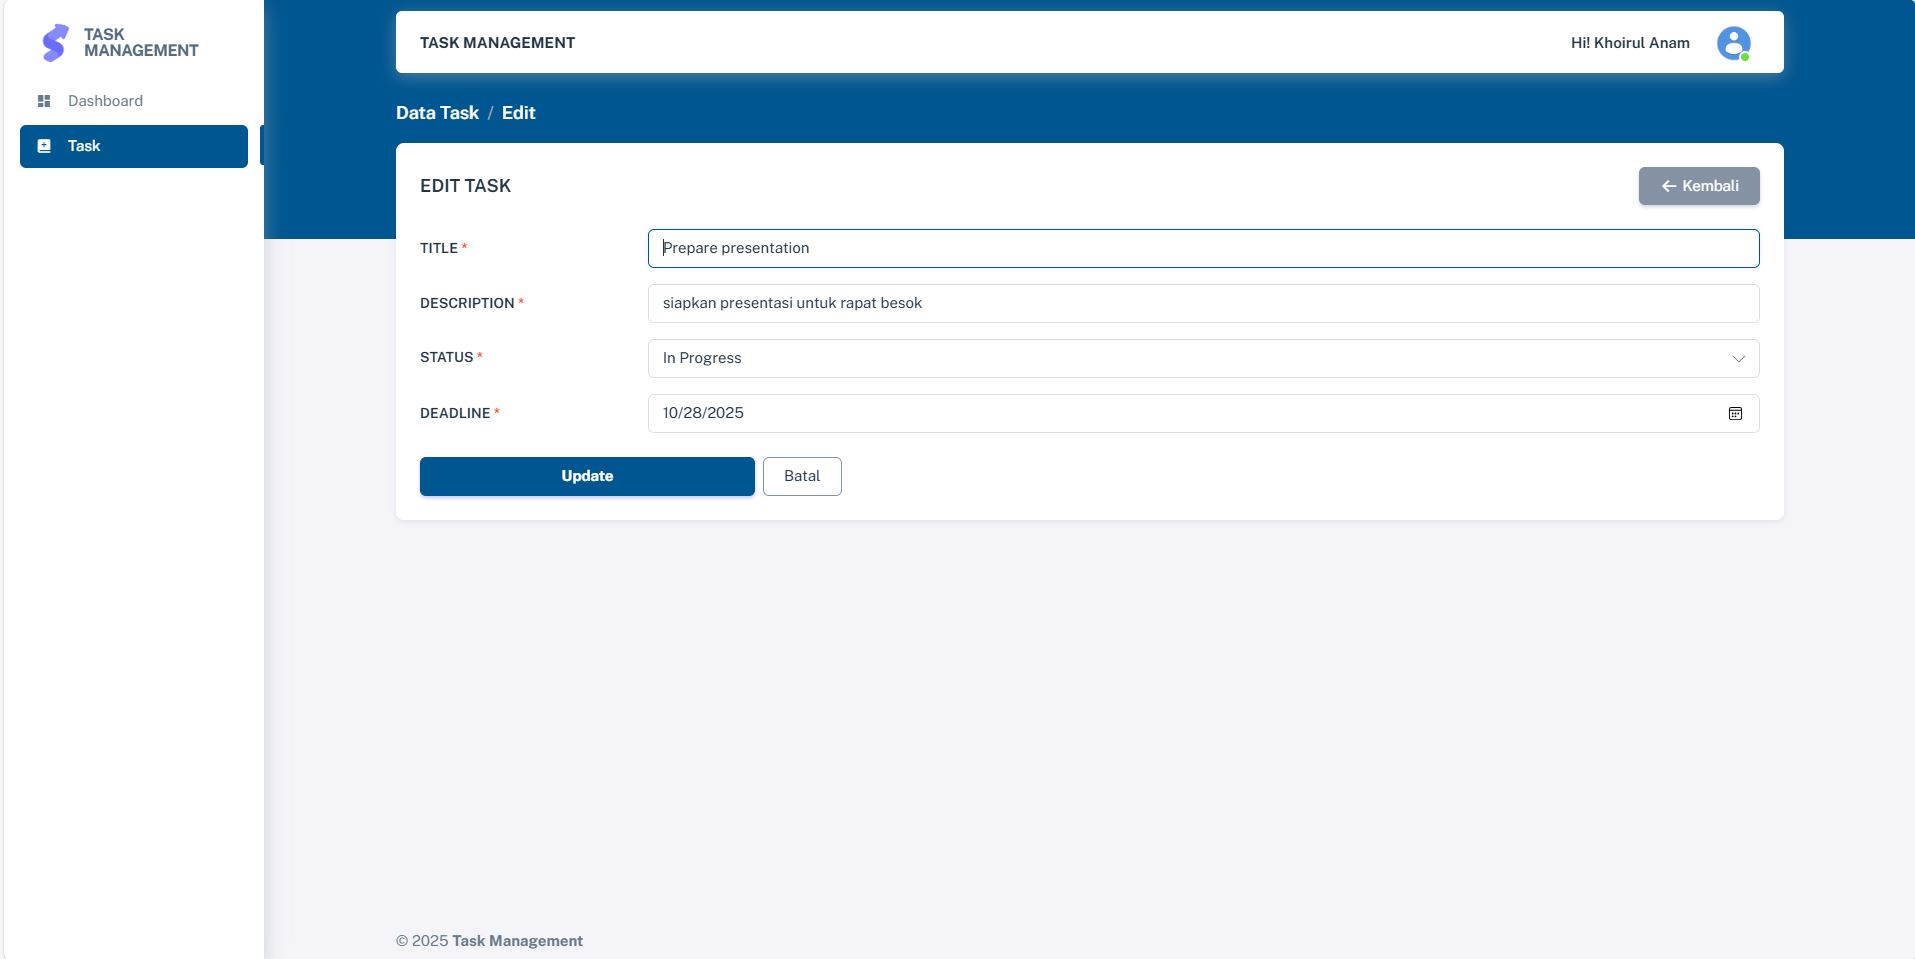 TASK
MANAGEMENT
Dashboard
Task
TASK MANAGEMENT
Hi! Khoirul Anam
Data Task / Edit
EDIT TASK
Kembali
TITLE *
Prepare presentation
DESCRIPTION *
siapkan presentasi untuk rapat besok
STATUS *
In Progress
DEADLINE *
10/28/2025
Update
Batal
© 2025 Task Management